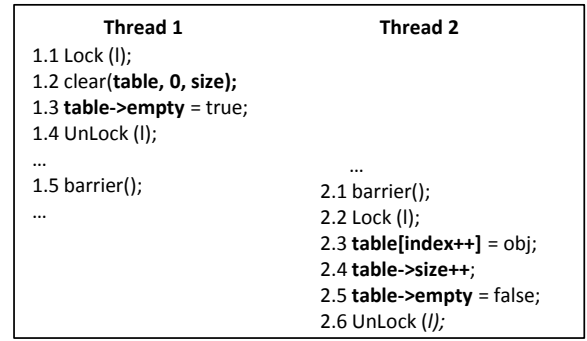 Thread 1
1.1 Lock (l);
1.2 clear(table, 0, size);
1.3 table->empty = true;
1.4 UnLock (l);
...
1.5 barrier();
...
Thread 2
...
2.1 barrier();
2.2 Lock (l);
2.3 table[index++] = obj;
2.4 table->size++;
2.5 table->empty = false;
2.6 UnLock (l);